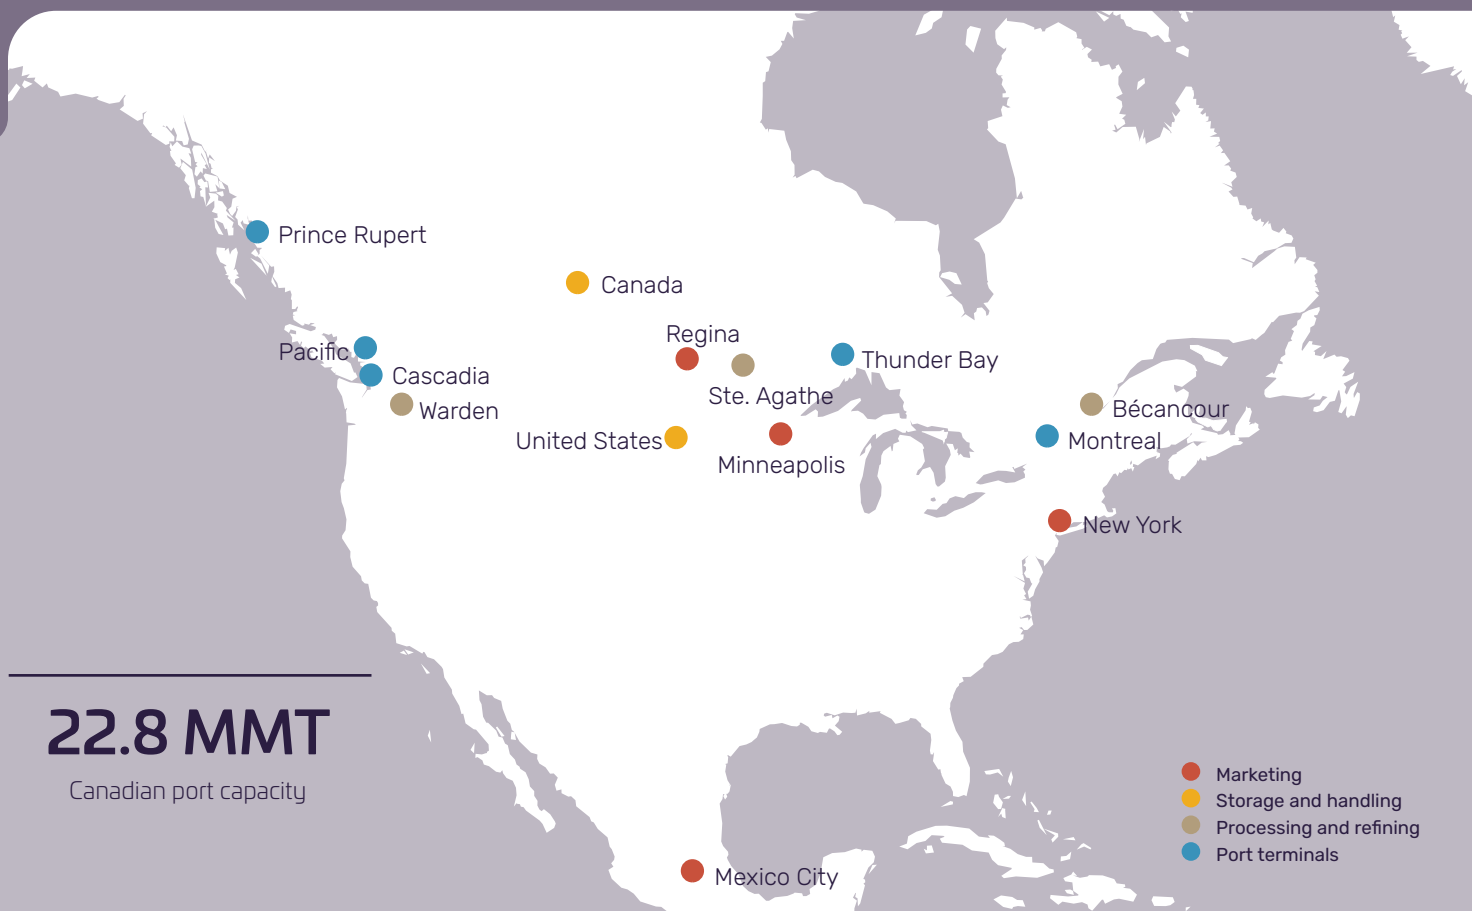 Prince Rupert
Canada
Regina
Pacific
Thunder Bay
Cascadia
Ste. Agathe
Warden
Bécancour
United States
Montreal
Minneapolis
New York
22.8 MMT
Canadian port capacity
Marketing
Storage and handling
Processing and refining
Port terminals
Mexico City